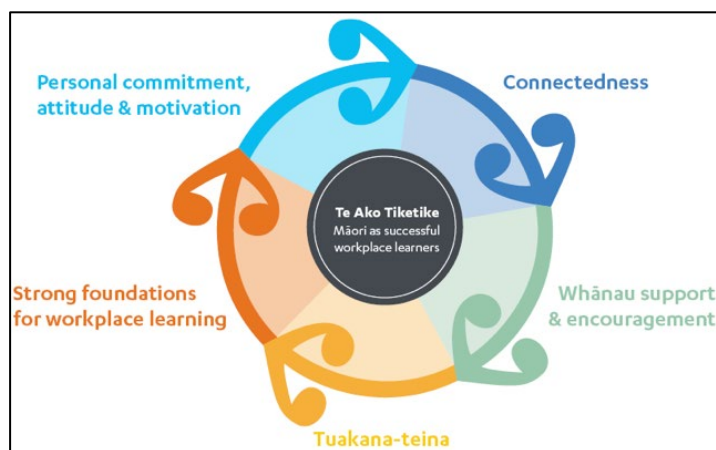 Personal commitment,
attitude & motivation
Connectedness
Te Ako Tiketike
Māori as successful
workplace learners
Strong foundations
for workplace learning
Whānau support
& encouragement
Tuakana-teina